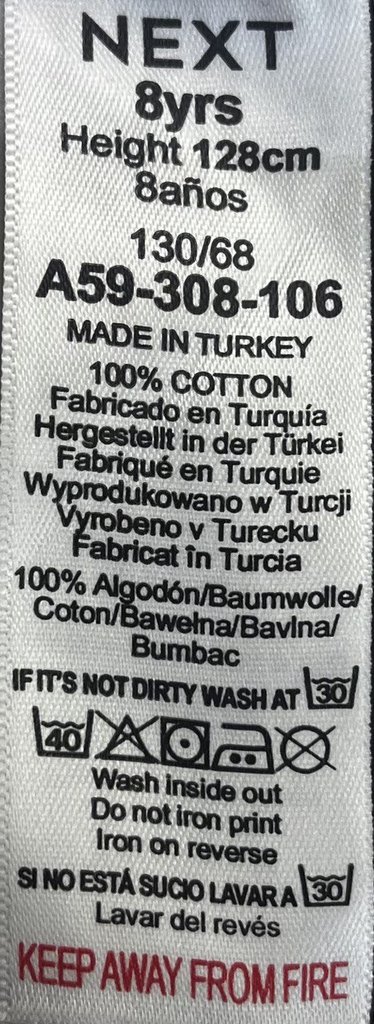 NEXT
8yrs
Height 128cm
8años
130/68
A59-308-106
MADE IN TURKEY
100% COTTON
Fabricado en Turquía
Hergestellt in der Türkei
Fabriqué en Turquie
Wyprodukowano w Turcji
Vyrobeno v Turecku
Fabricat în Turcia
100% Algodón/Baumwolle/
Coton/Bawełna/Bavlna/
Bumbac
IF IT'S NOT DIRTY WASH AT 30
40
Wash inside out
Do not iron print
Iron on reverse
SI NO ESTÁ SUCIO LAVAR A 30
Lavar del revés
KEEP AWAY FROM FIRE